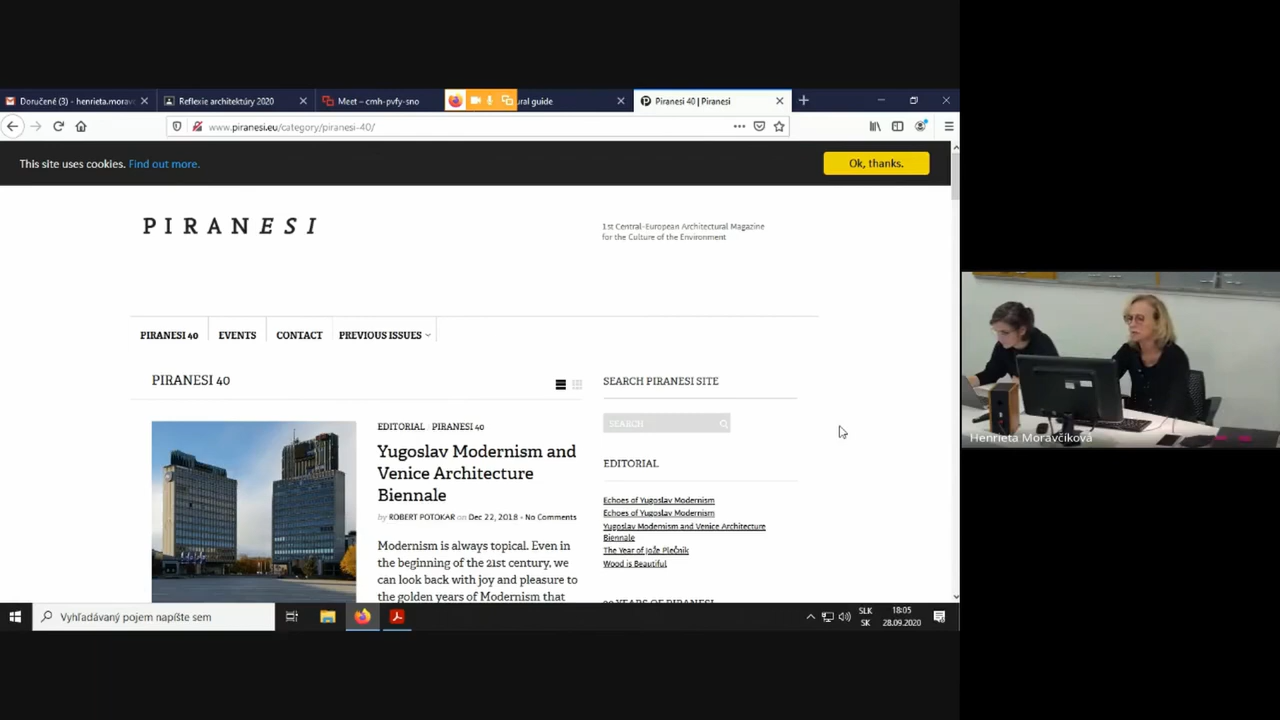 Doručené (3) - henrieta.morav
Reflexie architektúry 2020
Meet – cmh-pvfy-sno
ural guide
Piranesi 40 | Piranesi
www.piranesi.eu/category/piranesi-40/
This site uses cookies. Find out more.
Ok, thanks.
PIRANESI
1st Central-European Architectural Magazine
for the Culture of the Environment
PIRANESI 40
EVENTS
CONTACT
PREVIOUS ISSUES
PIRANESI 40
EDITORIAL PIRANESI 40
Yugoslav Modernism and
Venice Architecture
Biennale
by ROBERT POTOKAR on Dec 22, 2018 • No Comments
Modernism is always topical. Even in
the beginning of the 21st century, we
can look back with joy and pleasure to
the golden years of Modernism that
SEARCH PIRANESI SITE
SEARCH
EDITORIAL
Echoes of Yugoslav Modernism
Echoes of Yugoslav Modernism
Yugoslav Modernism and Venice Architecture
Biennale
The Year of Jože Plečnik
Wood is Beautiful
Henrieta Moravčíková
Vyhľadávaný pojem napíšte sem
SLK
SK
18:05
28.09.2020